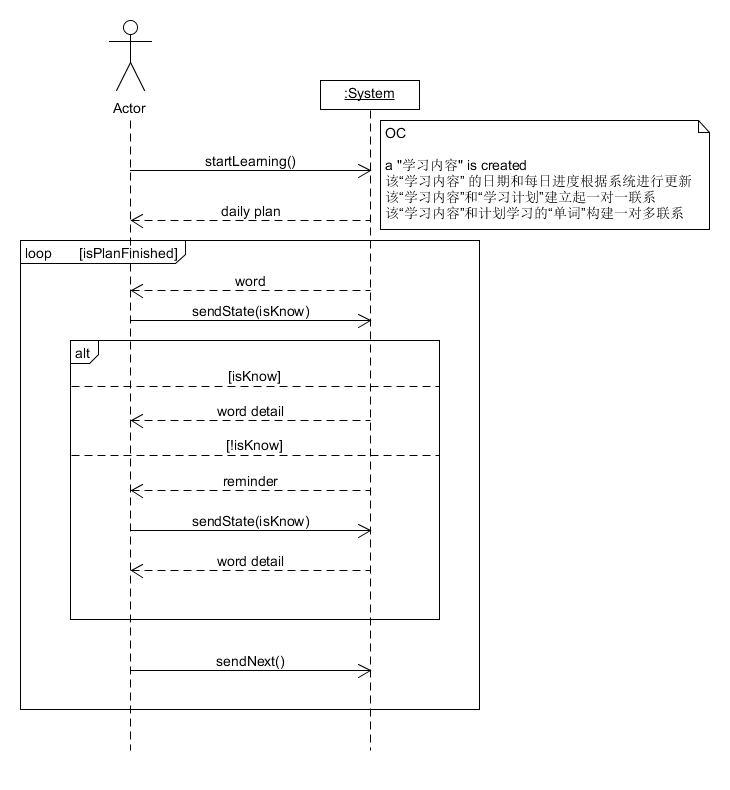 Actor
:System
OC
a "学习内容" is created
该“学习内容” 的日期和每日进度根据系统进行更新
该“学习内容”和“学习计划”建立起一对一联系
该“学习内容”和计划学习的“单词”构建一对多联系
startLearning()
daily plan
loop [isPlanFinished]
word
sendState(isKnow)
alt
[isKnow]
word detail
[!isKnow]
reminder
sendState(isKnow)
word detail
sendNext()